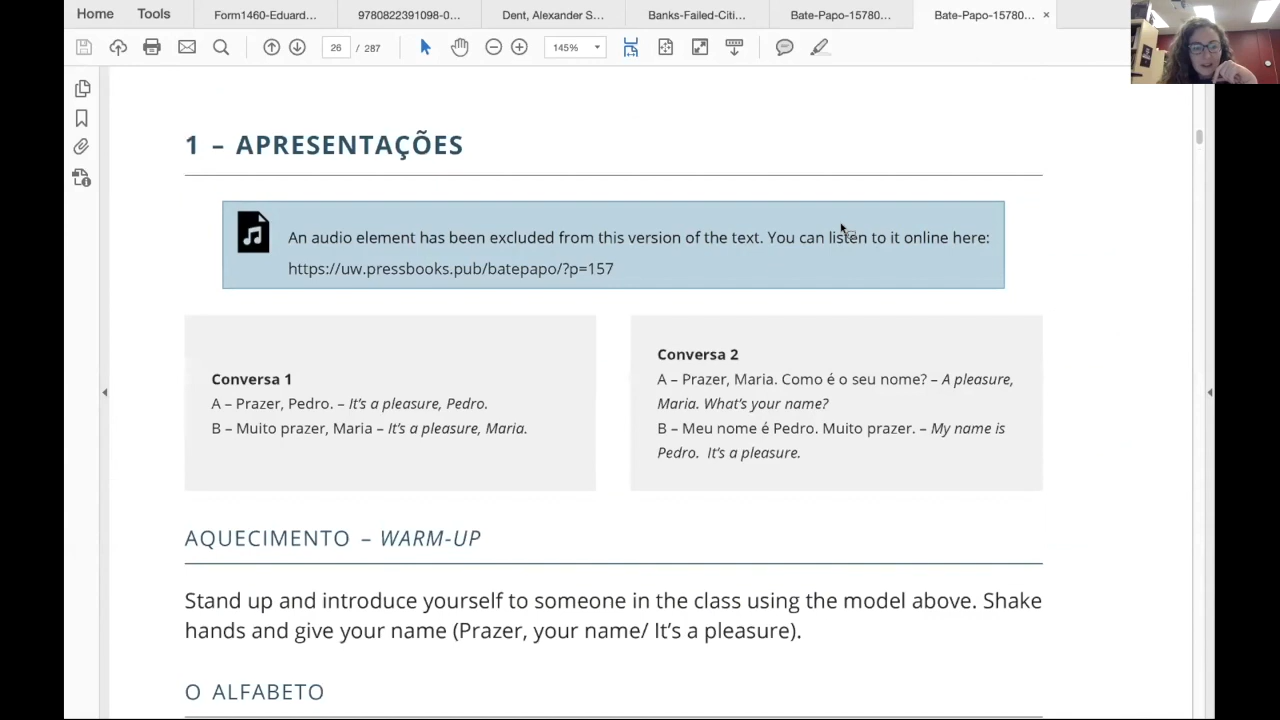 Home Tools Form1460-Eduard... 9780822391098-0... Dent, Alexander S... Banks-Failed-Citi... Bate-Papo-15780... Bate-Papo-15780... ×
26 / 287 145%
1 – APRESENTAÇÕES
An audio element has been excluded from this version of the text. You can listen to it online here:
https://uw.pressbooks.pub/batepapo/?p=157
Conversa 1
A – Prazer, Pedro. – It's a pleasure, Pedro.
B – Muito prazer, Maria – It's a pleasure, Maria.
Conversa 2
A – Prazer, Maria. Como é o seu nome? – A pleasure,
Maria. What's your name?
B – Meu nome é Pedro. Muito prazer. – My name is
Pedro. It's a pleasure.
AQUECIMENTO – WARM-UP
Stand up and introduce yourself to someone in the class using the model above. Shake
hands and give your name (Prazer, your name/ It's a pleasure).
O ALFABETO